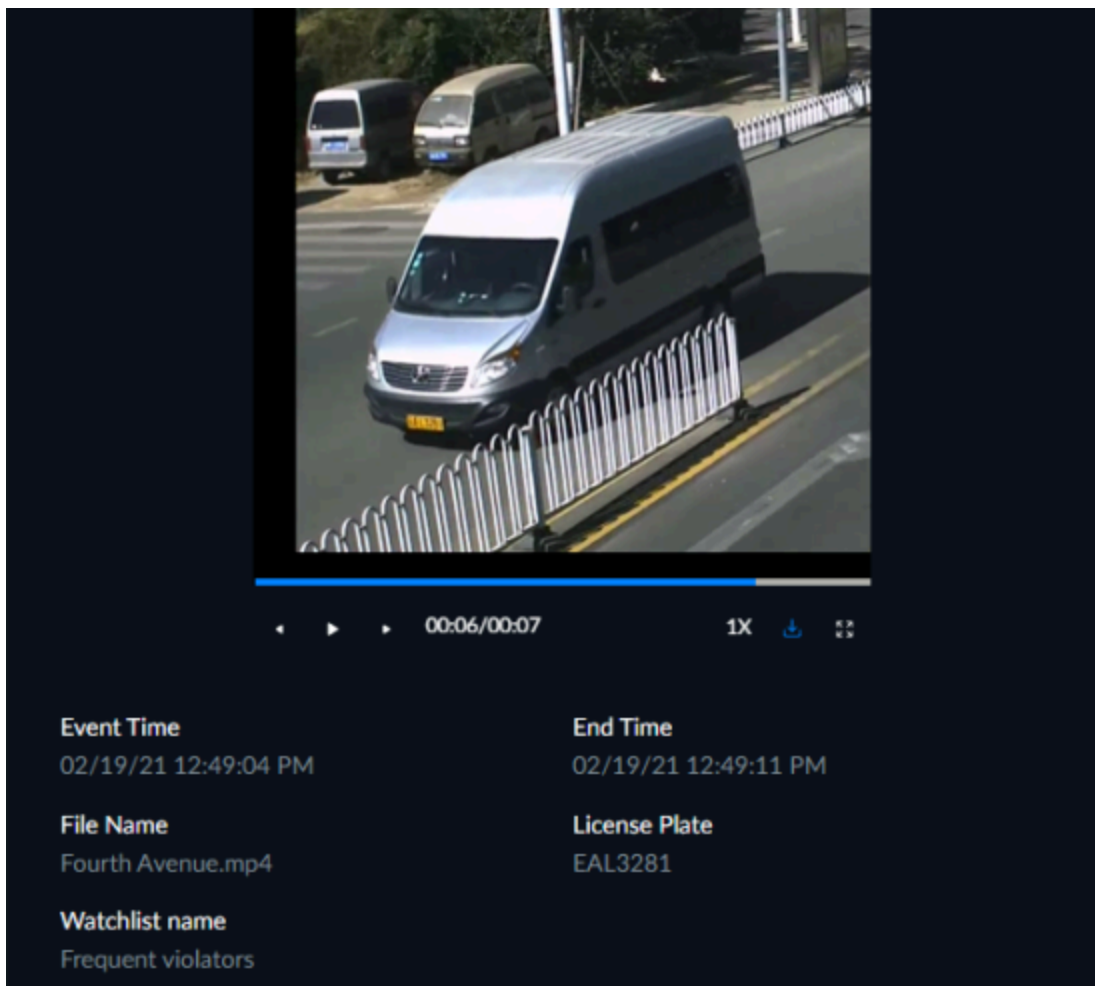 00:06/00:07 1X
Event Time End Time
02/19/21 12:49:04 PM 02/19/21 12:49:11 PM
File Name License Plate
Fourth Avenue.mp4 EAL3281
Watchlist name
Frequent violators